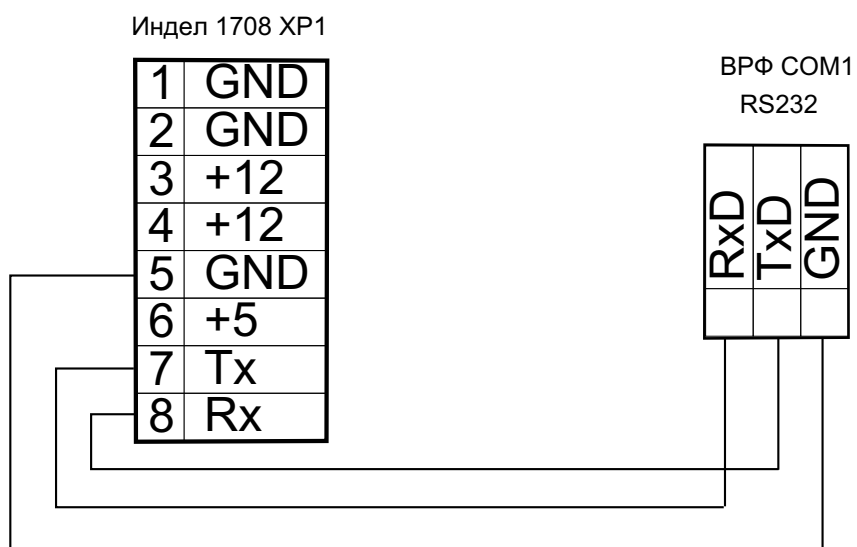 Индел 1708 XP1
1 GND
2 GND
3 +12
4 +12
5 GND
6 +5
7 Tx
8 Rx
ВРФ COM1
RS232
RxD
TxD
GND